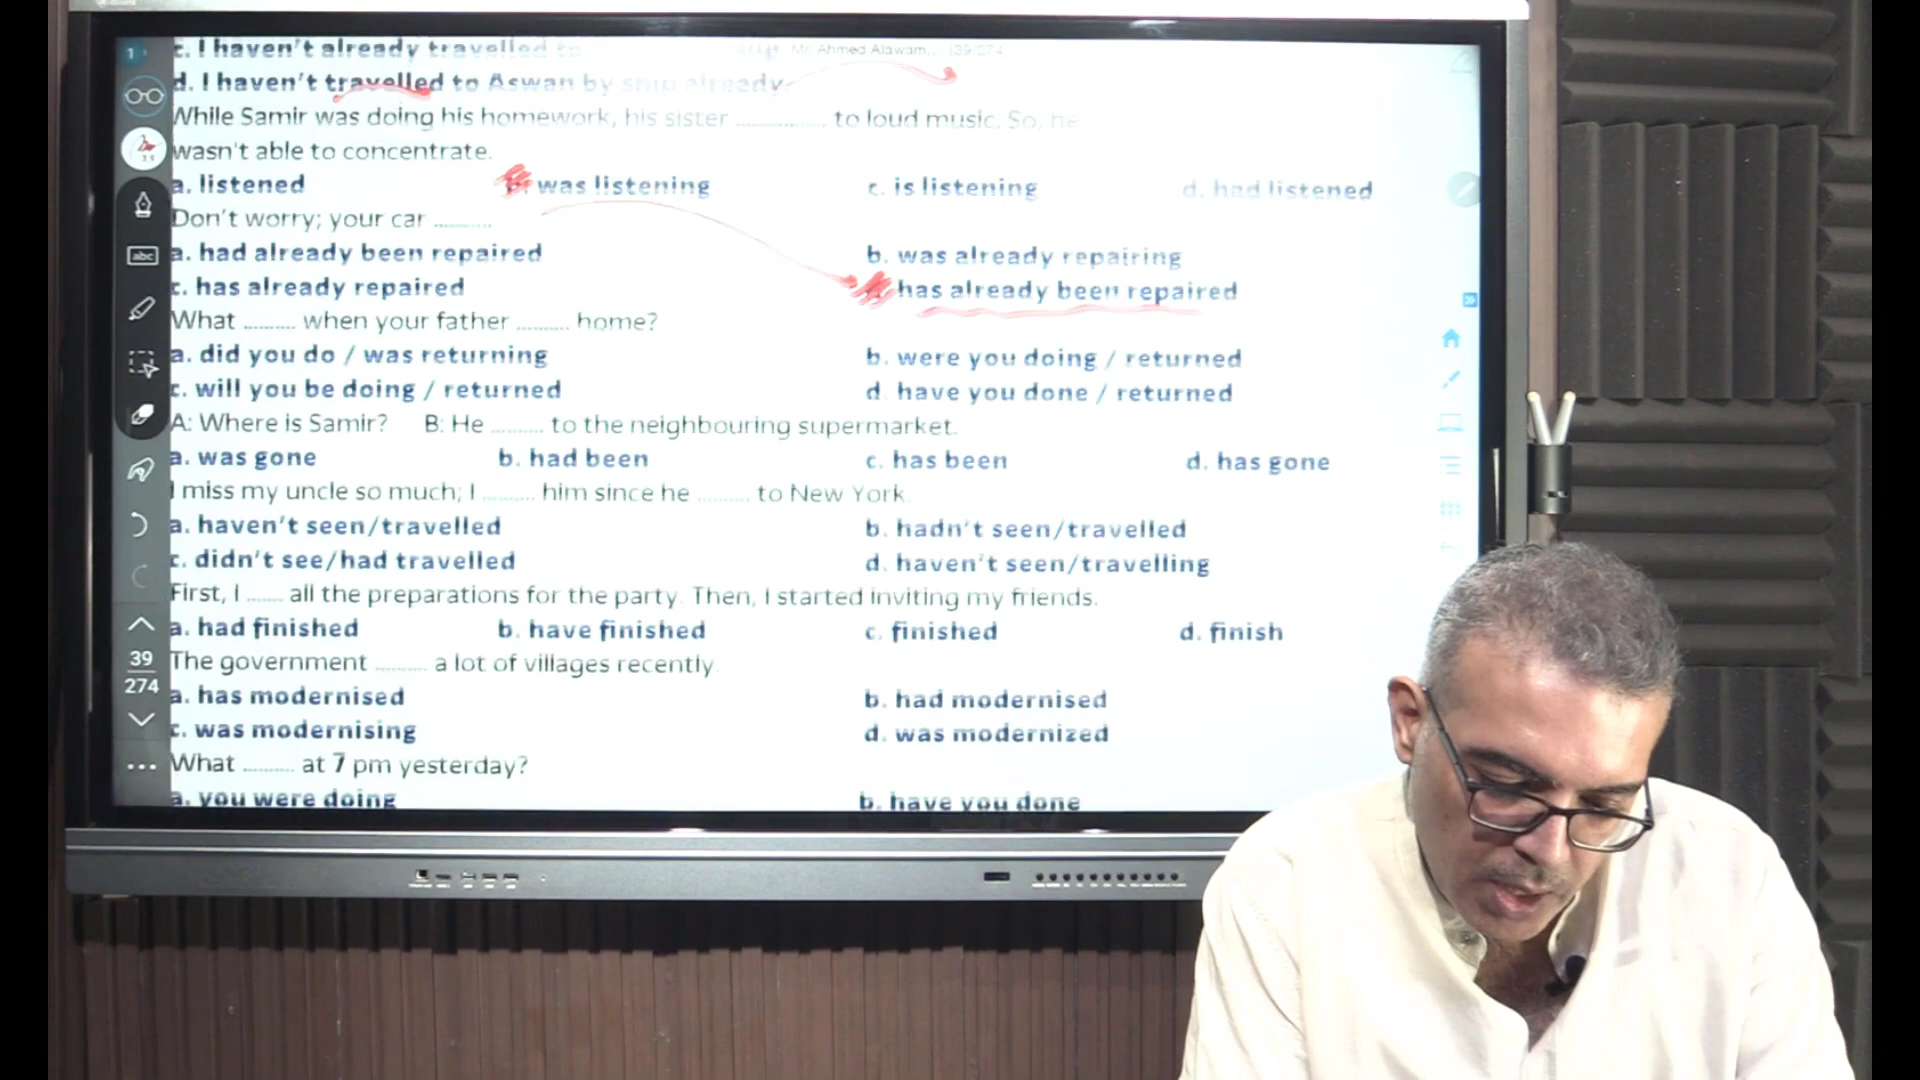 c. I haven't already travelled to
Mr Ahmed Alawam... (39/274)
d. I haven't travelled to Aswan by ship already
While Samir was doing his homework, his sister ............... to loud music. So, he
wasn't able to concentrate.
a. listened b. was listening c. is listening d. had listened
Don't worry; your car ..........
a. had already been repaired b. was already repairing
c. has already repaired has already been repaired
What ......... when your father ......... home?
a. did you do / was returning b. were you doing / returned
c. will you be doing / returned d. have you done / returned
A: Where is Samir? B: He ......... to the neighbouring supermarket.
a. was gone b. had been c. has been d. has gone
I miss my uncle so much; I ......... him since he ......... to New York.
a. haven't seen/travelled b. hadn't seen/travelled
c. didn't see/had travelled d. haven't seen/travelling
First, I ...... all the preparations for the party. Then, I started inviting my friends.
a. had finished b. have finished c. finished d. finish
The government ......... a lot of villages recently
a. has modernised b. had modernised
c. was modernising d. was modernized
What ......... at 7 pm yesterday?
a. you were doing b. have you done
1
abc
39
274